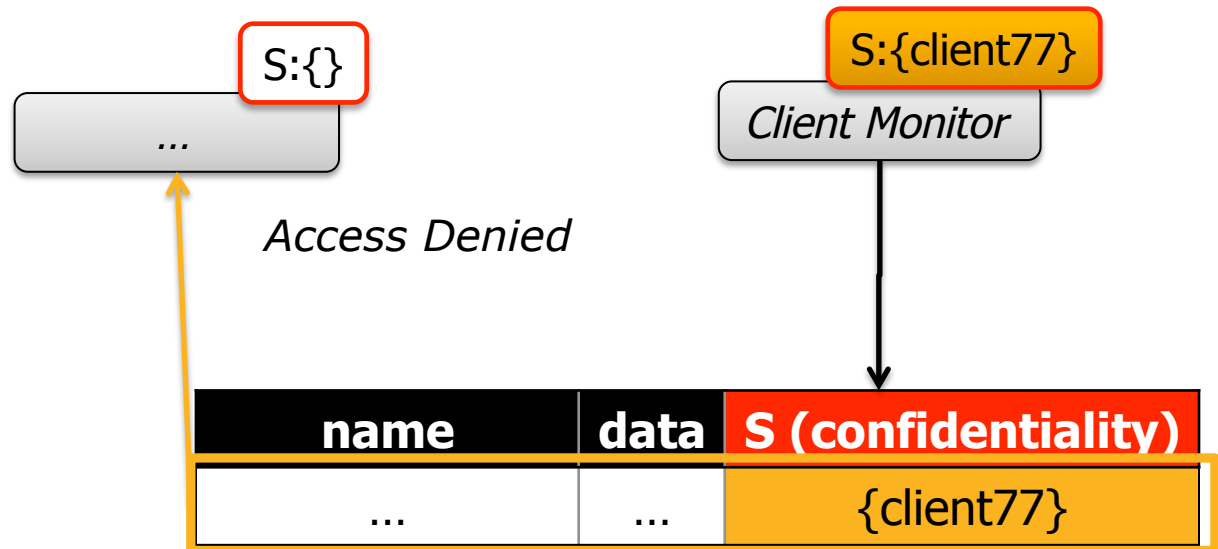 S:{}
S:{client77}
...
Client Monitor
Access Denied
name data S (confidentiality)
... ... {client77}